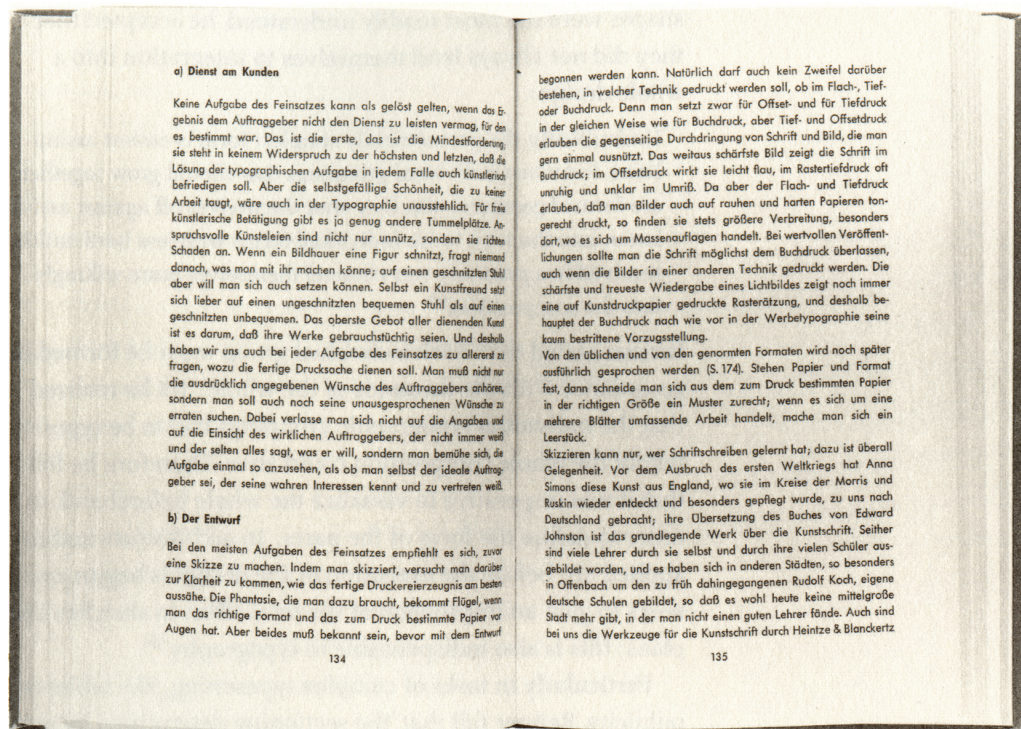 a) Dienst am Kunden
Keine Aufgabe des Feinsatzes kann als gelöst gelten, wenn das Er-
gebnis dem Auftraggeber nicht den Dienst zu leisten vermag, für den
es bestimmt war. Das ist die erste, das ist die Mindestforderung,
sie steht in keinem Widerspruch zu der höchsten und letzten, daß die
Lösung der typographischen Aufgabe in jedem Falle auch künstlerisch
befriedigen soll. Aber die selbstgefällige Schönheit, die zu keiner
Arbeit taugt, wäre auch in der Typographie unausstehlich. Für freie
künstlerische Betätigung gibt es ja genug andere Tummelplätze. An-
spruchsvolle Künsteleien sind nicht nur unnütz, sondern sie richten
Schaden an. Wenn ein Bildhauer eine Figur schnitzt, fragt niemand
danach, was man mit ihr machen könne; auf einen geschnitzten Stuhl
aber will man sich auch setzen können. Selbst ein Kunstfreund setzt
sich lieber auf einen ungeschnitzten bequemen Stuhl als auf einen
geschnitzten unbequemen. Das oberste Gebot aller dienenden Kunst
ist es darum, daß ihre Werke gebrauchstüchtig seien. Und deshalb
haben wir uns auch bei jeder Aufgabe des Feinsatzes zu allererst zu
fragen, wozu die fertige Drucksache dienen soll. Man muß nicht nur
die ausdrücklich angegebenen Wünsche des Auftraggebers anhören,
sondern man soll auch noch seine unausgesprochenen Wünsche zu
erraten suchen. Dabei verlasse man sich nicht auf die Angaben und
auf die Einsicht des wirklichen Auftraggebers, der nicht immer weiß
und der selten alles sagt, was er will, sondern man bemühe sich, die
Aufgabe einmal so anzusehen, als ob man selbst der ideale Auftrag-
geber sei, der seine wahren Interessen kennt und zu vertreten weiß.
b) Der Entwurf
Bei den meisten Aufgaben des Feinsatzes empfiehlt es sich, zuvor
eine Skizze zu machen. Indem man skizziert, versucht man darüber
zur Klarheit zu kommen, wie das fertige Druckereierzeugnis am besten
aussähe. Die Phantasie, die man dazu braucht, bekommt Flügel, wenn
man das richtige Format und das zum Druck bestimmte Papier vor
Augen hat. Aber beides muß bekannt sein, bevor mit dem Entwurf
134
begonnen werden kann. Natürlich darf auch kein Zweifel darüber
bestehen, in welcher Technik gedruckt werden soll, ob im Flach-, Tief-
oder Buchdruck. Denn man setzt zwar für Offset- und für Tiefdruck
in der gleichen Weise wie für Buchdruck, aber Tief- und Offsetdruck
erlauben die gegenseitige Durchdringung von Schrift und Bild, die man
gern einmal ausnützt. Das weitaus schärfste Bild zeigt die Schrift im
Buchdruck; im Offsetdruck wirkt sie leicht flau, im Rastertiefdruck oft
unruhig und unklar im Umriß. Da aber der Flach- und Tiefdruck
erlauben, daß man Bilder auch auf rauhen und harten Papieren ton-
gerecht druckt, so finden sie stets größere Verbreitung, besonders
dort, wo es sich um Massenauflagen handelt. Bei wertvollen Veröffent-
lichungen sollte man die Schrift möglichst dem Buchdruck überlassen,
auch wenn die Bilder in einer anderen Technik gedruckt werden. Die
schärfste und treueste Wiedergabe eines Lichtbildes zeigt noch immer
eine auf Kunstdruckpapier gedruckte Rasterätzung, und deshalb be-
hauptet der Buchdruck nach wie vor in der Werbetypographie seine
kaum bestrittene Vorzugsstellung.
Von den üblichen und von den genormten Formaten wird noch später
ausführlich gesprochen werden (S. 174). Stehen Papier und Format
fest, dann schneide man sich aus dem zum Druck bestimmten Papier
in der richtigen Größe ein Muster zurecht; wenn es sich um eine
mehrere Blätter umfassende Arbeit handelt, mache man sich ein
Leerstück.
Skizzieren kann nur, wer Schriftschreiben gelernt hat; dazu ist überall
Gelegenheit. Vor dem Ausbruch des ersten Weltkriegs hat Anna
Simons diese Kunst aus England, wo sie im Kreise der Morris und
Ruskin wieder entdeckt und besonders gepflegt wurde, zu uns nach
Deutschland gebracht; ihre Übersetzung des Buches von Edward
Johnston ist das grundlegende Werk über die Kunstschrift. Seither
sind viele Lehrer durch sie selbst und durch ihre vielen Schüler aus-
gebildet worden, und es haben sich in anderen Städten, so besonders
in Offenbach um den zu früh dahingegangenen Rudolf Koch, eigene
deutsche Schulen gebildet, so daß es wohl heute keine mittelgroße
Stadt mehr gibt, in der man nicht einen guten Lehrer fände. Auch sind
bei uns die Werkzeuge für die Kunstschrift durch Heintze & Blanckertz
135